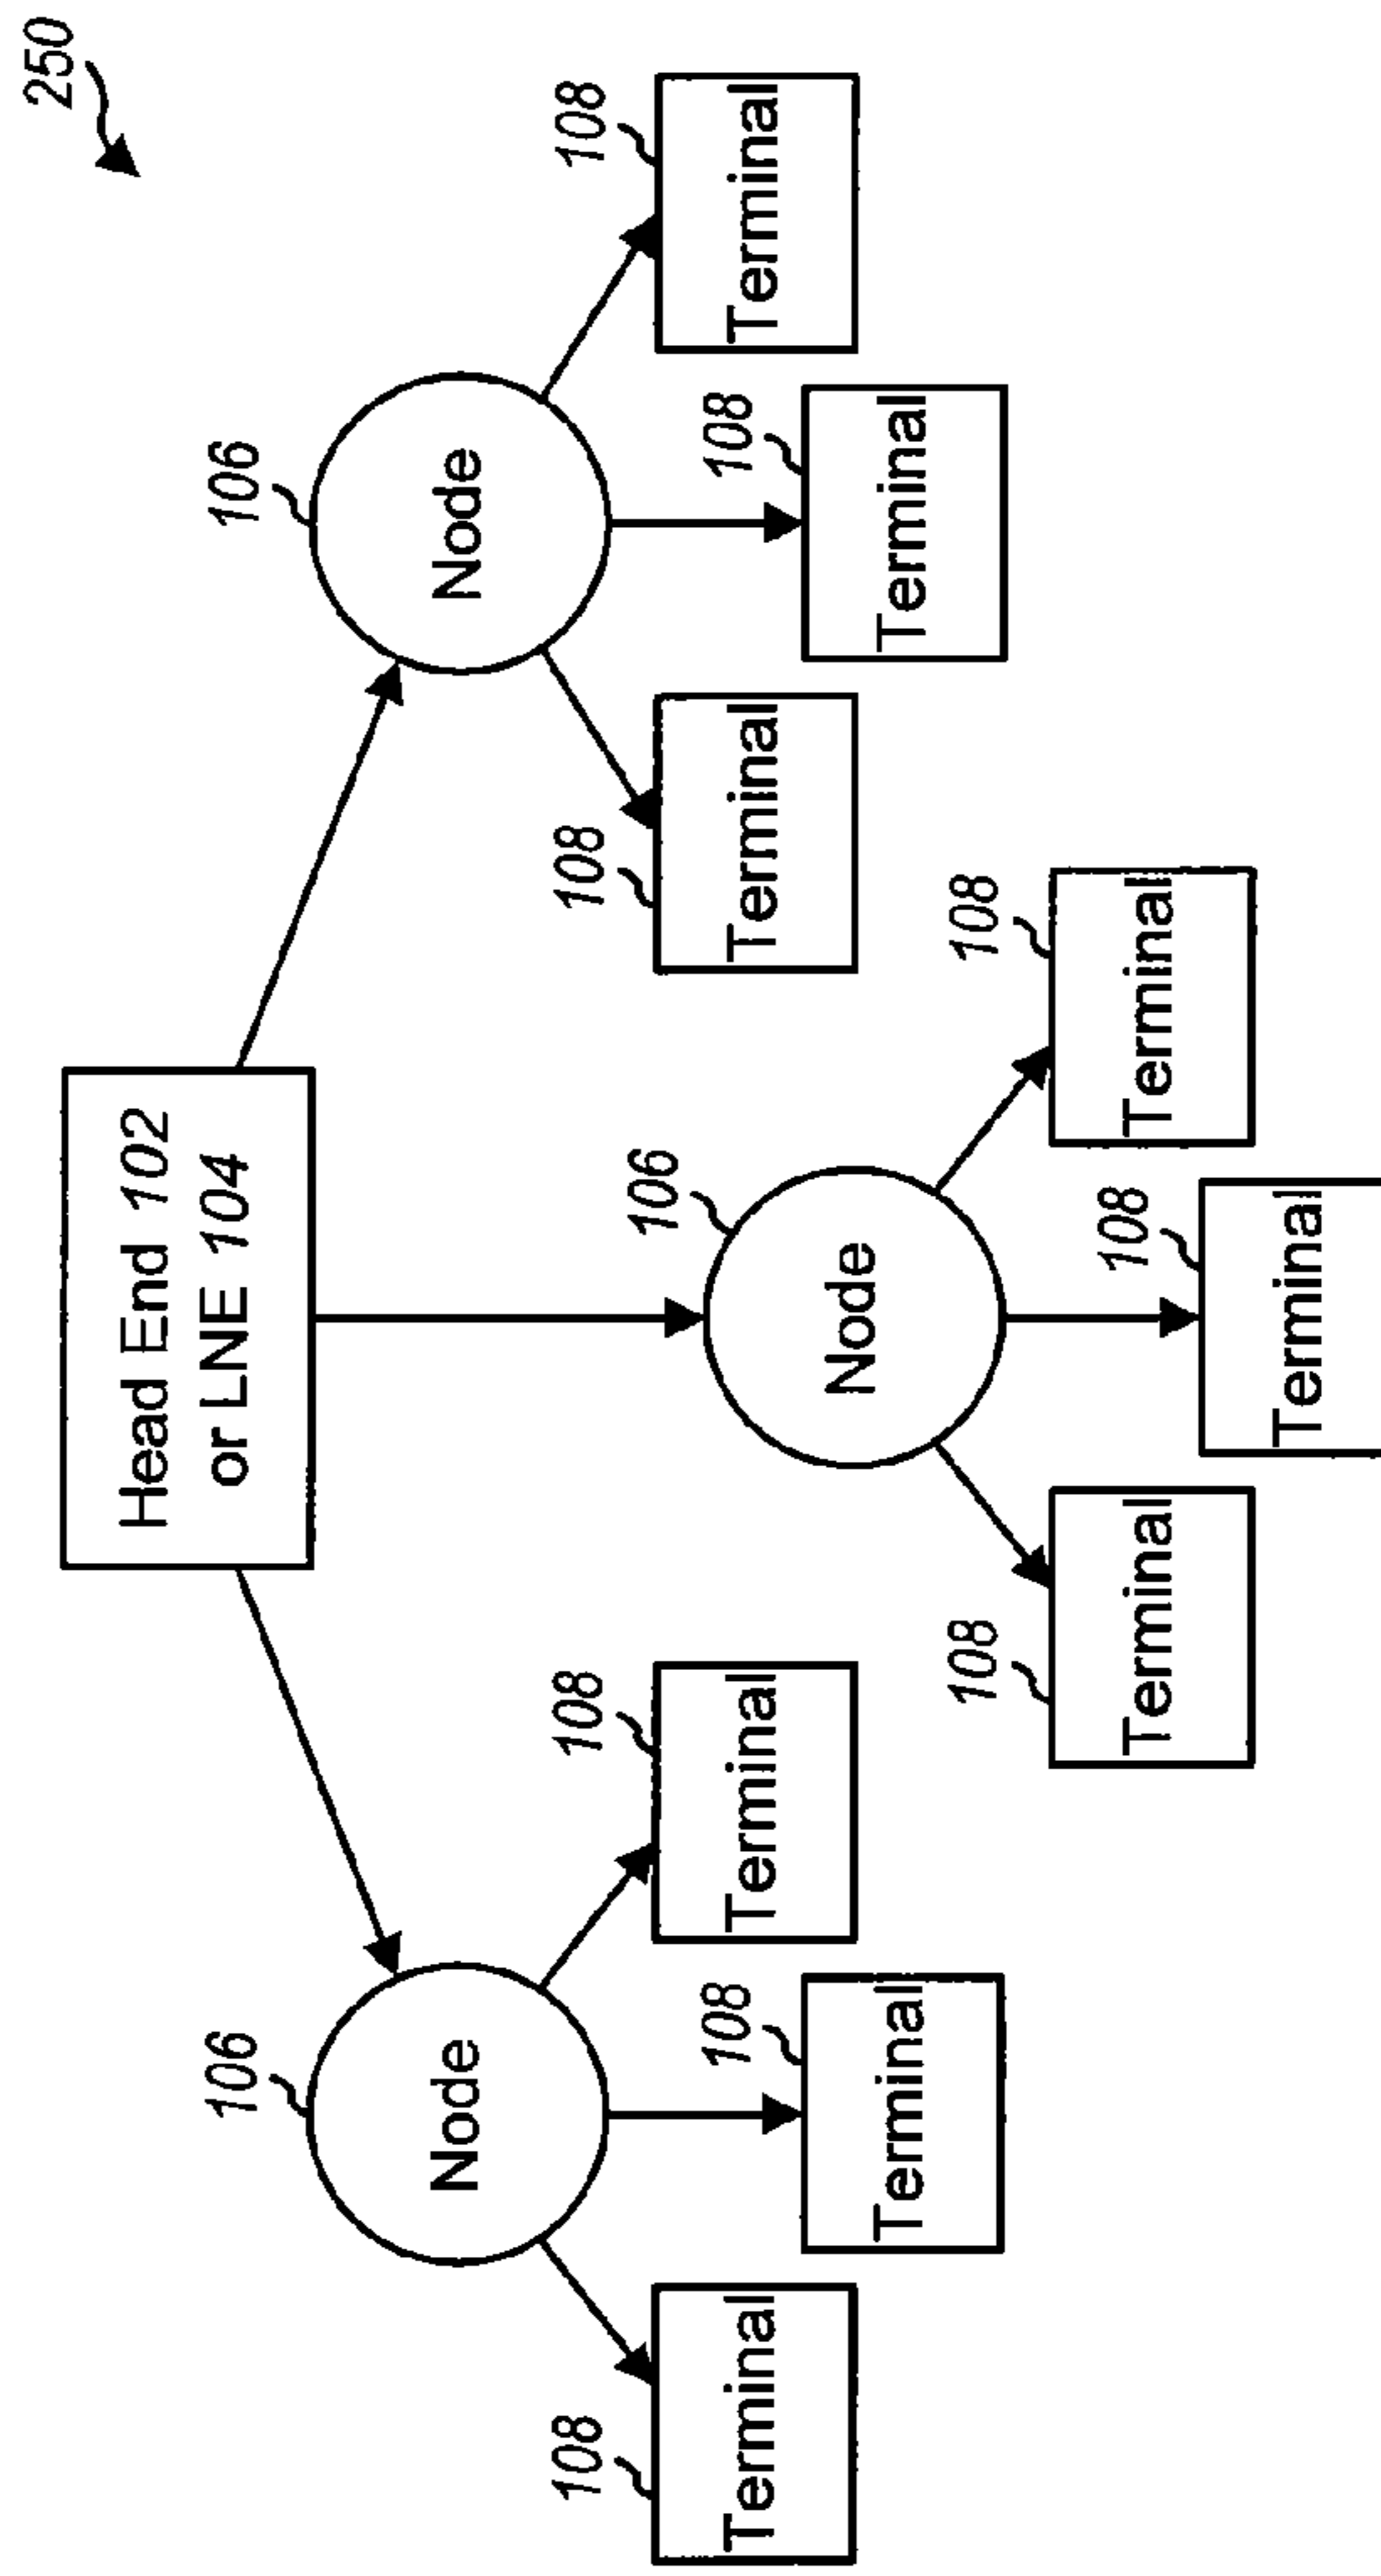 250
Head End 102
or LNE 104
106
Node
106
Node
106
Node
108
Terminal
108
Terminal
108
Terminal
108
Terminal
108
Terminal
108
Terminal
108
Terminal
108
Terminal
108
Terminal